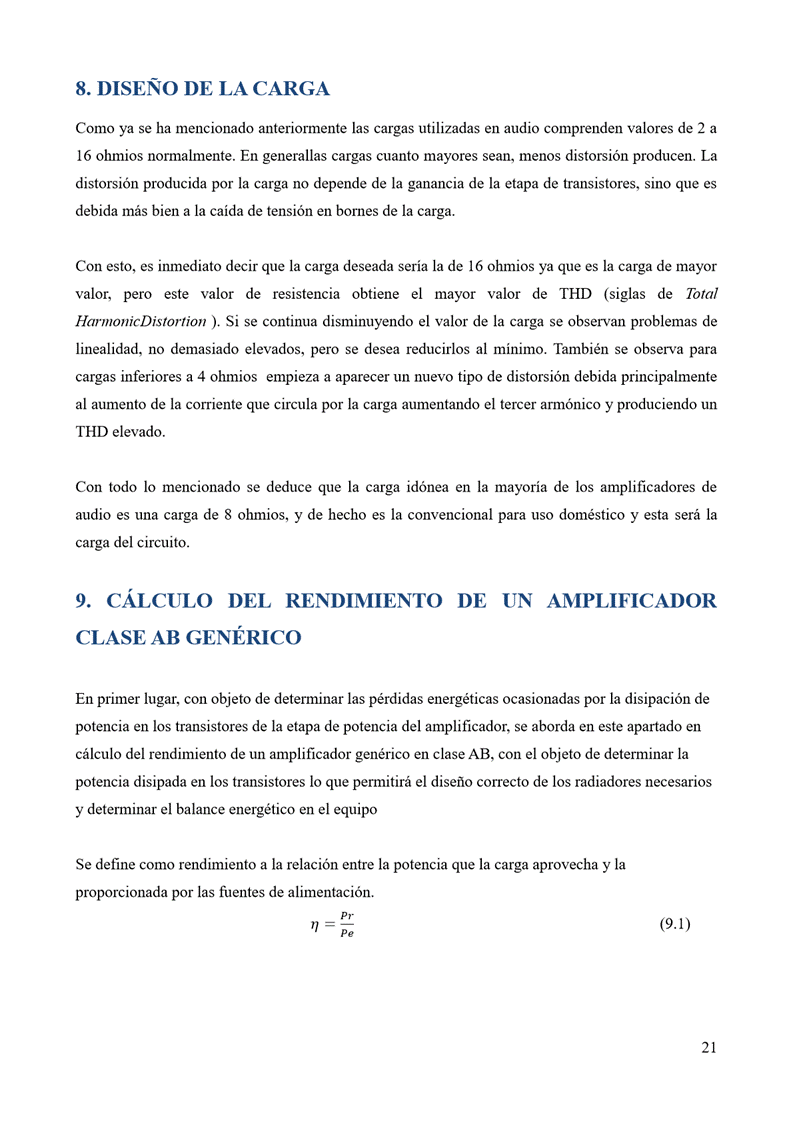 8. DISEÑO DE LA CARGA
Como ya se ha mencionado anteriormente las cargas utilizadas en audio comprenden valores de 2 a
16 ohmios normalmente. En generallas cargas cuanto mayores sean, menos distorsión producen. La
distorsión producida por la carga no depende de la ganancia de la etapa de transistores, sino que es
debida más bien a la caída de tensión en bornes de la carga.
Con esto, es inmediato decir que la carga deseada sería la de 16 ohmios ya que es la carga de mayor
valor, pero este valor de resistencia obtiene el mayor valor de THD (siglas de Total
HarmonicDistortion ). Si se continua disminuyendo el valor de la carga se observan problemas de
linealidad, no demasiado elevados, pero se desea reducirlos al mínimo. También se observa para
cargas inferiores a 4 ohmios  empieza a aparecer un nuevo tipo de distorsión debida principalmente
al aumento de la corriente que circula por la carga aumentando el tercer armónico y produciendo un
THD elevado.
Con todo lo mencionado se deduce que la carga idónea en la mayoría de los amplificadores de
audio es una carga de 8 ohmios, y de hecho es la convencional para uso doméstico y esta será la
carga del circuito.
9. CÁLCULO DEL RENDIMIENTO DE UN AMPLIFICADOR
CLASE AB GENÉRICO
En primer lugar, con objeto de determinar las pérdidas energéticas ocasionadas por la disipación de
potencia en los transistores de la etapa de potencia del amplificador, se aborda en este apartado en
cálculo del rendimiento de un amplificador genérico en clase AB, con el objeto de determinar la
potencia disipada en los transistores lo que permitirá el diseño correcto de los radiadores necesarios
y determinar el balance energético en el equipo
Se define como rendimiento a la relación entre la potencia que la carga aprovecha y la
proporcionada por las fuentes de alimentación.
η = Pr/Pe (9.1)
21